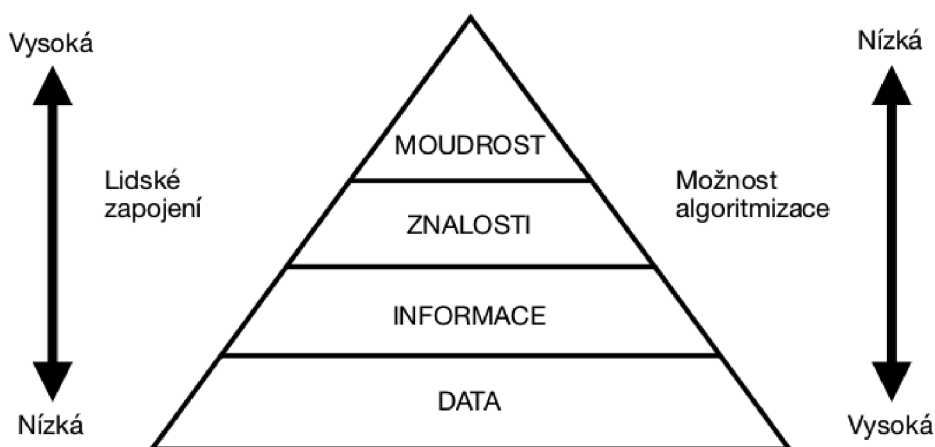 Vysoká
Nízká
MOUDROST
Lidské
zapojení
Možnost
algoritmizace
ZNALOSTI
INFORMACE
DATA
Nízká
Vysoká